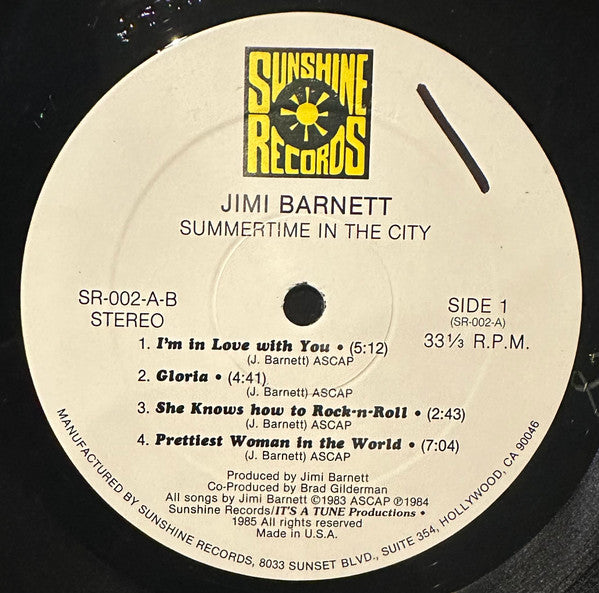 SUNSHINE
RECORDS
JIMI BARNETT
SUMMERTIME IN THE CITY
SR-002-A-B
STEREO
SIDE 1
(SR-002-A)
33 1/3 R.P.M.
1. I'm in Love with You • (5:12)
(J. Barnett) ASCAP
2. Gloria • (4:41)
(J. Barnett) ASCAP
3. She Knows how to Rock-n-Roll • (2:43)
(J. Barnett) ASCAP
4. Prettiest Woman in the World • (7:04)
(J. Barnett) ASCAP
Produced by Jimi Barnett
Co-Produced by Brad Gilderman
All songs by Jimi Barnett ©1983 ASCAP ℗1984
Sunshine Records/IT'S A TUNE Productions •
1985 All rights reserved
Made in U.S.A.
MANUFACTURED BY SUNSHINE RECORDS, 8033 SUNSET BLVD., SUITE 354, HOLLYWOOD, CA 90046